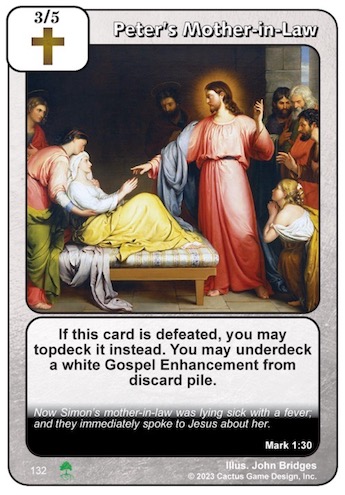 3/5
Peter's Mother-in-Law
If this card is defeated, you may
topdeck it instead. You may underdeck
a white Gospel Enhancement from
discard pile.
Now Simon's mother-in-law was lying sick with a fever;
and they immediately spoke to Jesus about her.
Mark 1:30
Illus. John Bridges
132
© 2023 Cactus Game Design, Inc.